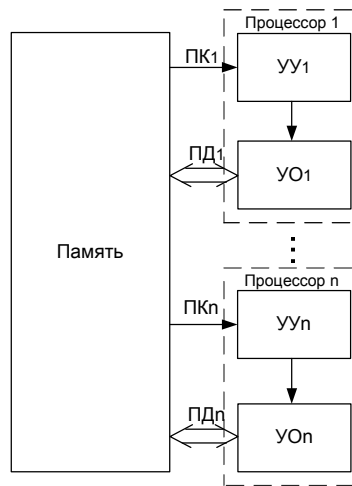 Процессор 1
ПК1
УУ1
ПД1
УО1
Память
Процессор n
ПКn
УУn
ПДn
УОn